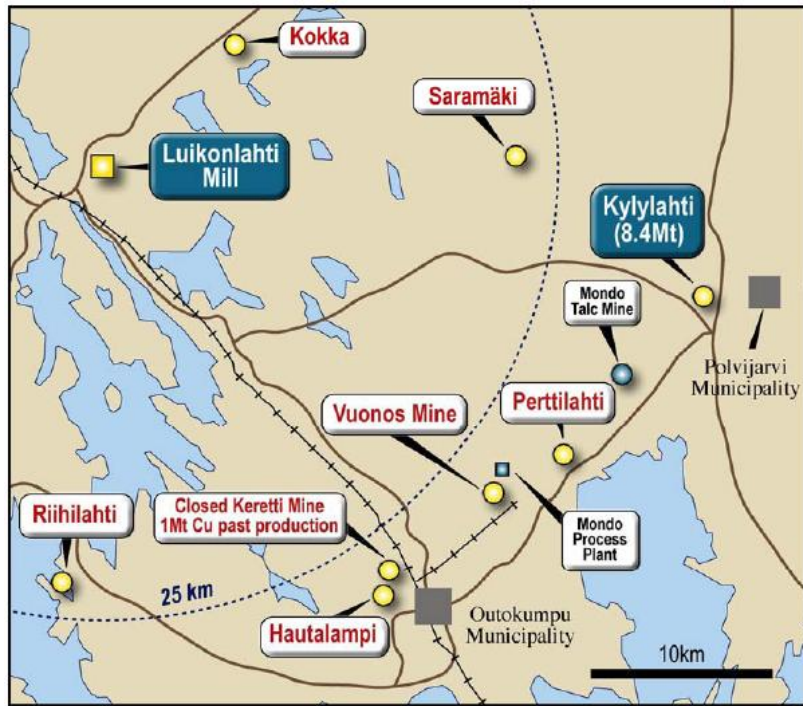 Kokka
Saramäki
Luikonlahti
Mill
Kylylahti
(8.4Mt)
Mondo
Talc Mine
Polvijarvi
Municipality
Vuonos Mine
Perttilahti
Riihilahti
Closed Keretti Mine
1Mt Cu past production
Mondo
Process
Plant
25 km
Hautalampi
Outokumpu
Municipality
10km